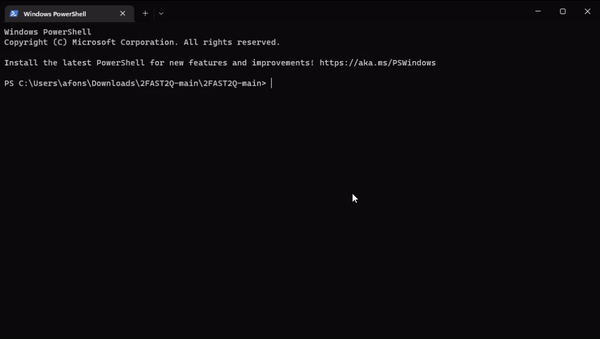 Windows PowerShell
Windows PowerShell
Copyright (C) Microsoft Corporation. All rights reserved.
Install the latest PowerShell for new features and improvements! https://aka.ms/PSWindows
PS C:\Users\afons\Downloads\2FAST2Q-main\2FAST2Q-main>